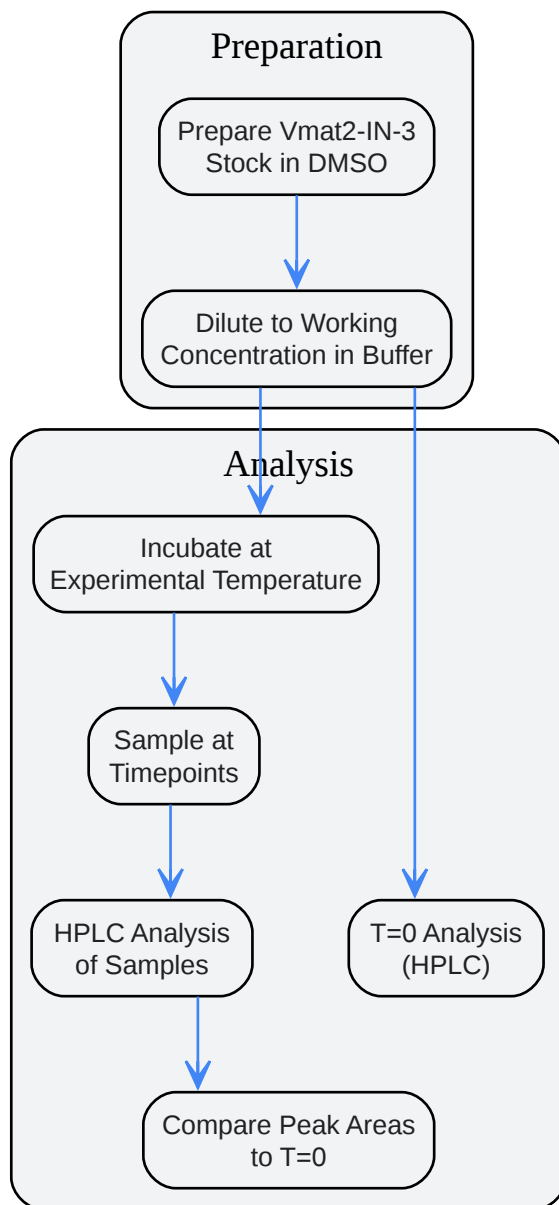 Preparation
Prepare Vmat2-IN-3
Stock in DMSO
Dilute to Working
Concentration in Buffer
Analysis
Incubate at
Experimental Temperature
Sample at
Timepoints
HPLC Analysis
of Samples
T=0 Analysis
(HPLC)
Compare Peak Areas
to T=0